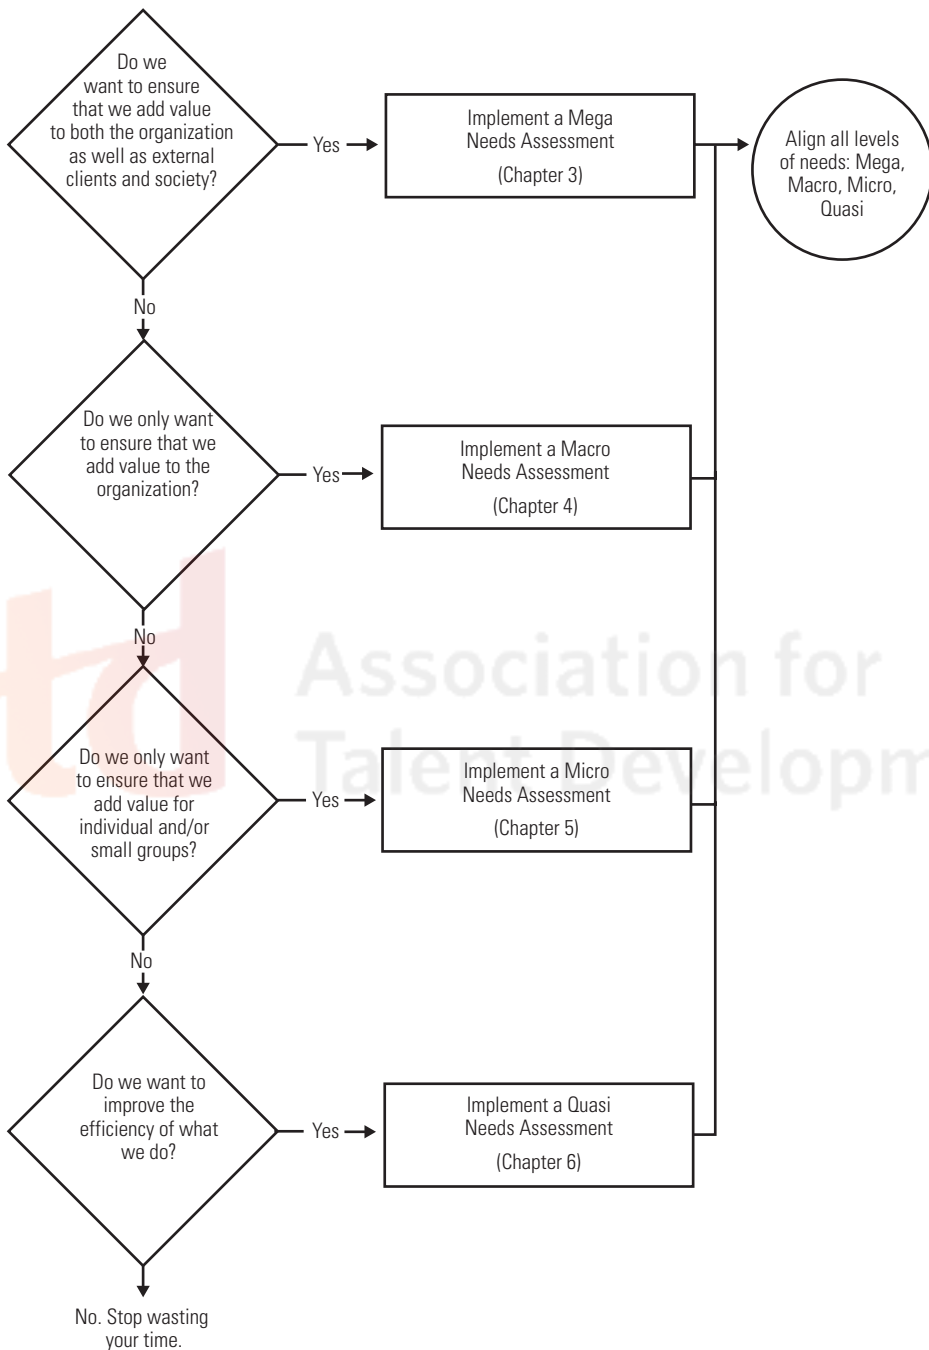 Do we
want to ensure
that we add value
to both the organization
as well as external
clients and society?
Yes
Implement a Mega
Needs Assessment
(Chapter 3)
Align all levels
of needs: Mega,
Macro, Micro,
Quasi
No
Do we only want
to ensure that we
add value to the
organization?
Yes
Implement a Macro
Needs Assessment
(Chapter 4)
No
td
Association for
Talent Developm
Do we only want
to ensure that we
add value for
individual and/or
small groups?
Yes
Implement a Micro
Needs Assessment
(Chapter 5)
No
Do we want to
improve the
efficiency of what
we do?
Yes
Implement a Quasi
Needs Assessment
(Chapter 6)
No. Stop wasting
your time.